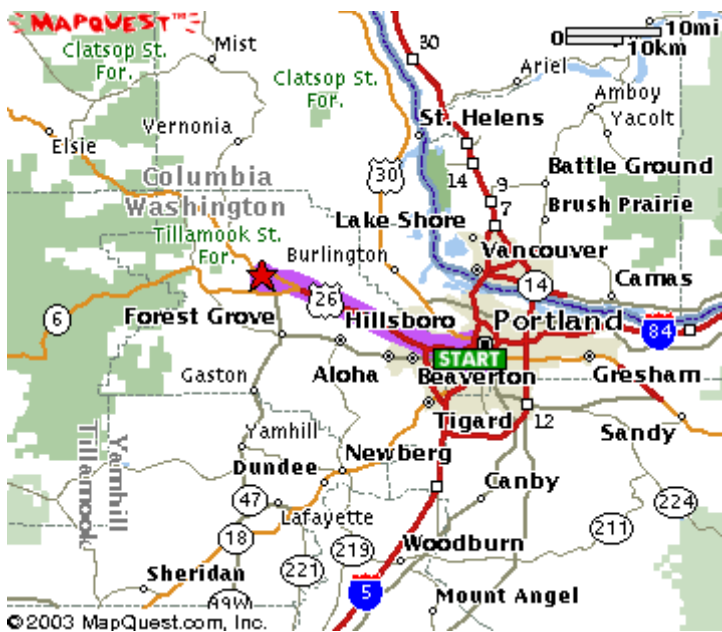 MAPQUEST™
10mi
0
10km
30
Mist
Clatsop St.
For.
Clatsop St.
For.
Ariel
Amboy
Yacolt
St. Helens
Vernonia
Elsie
30
14
9
7
Battle Ground
Columbia
Washington
Brush Prairie
Lake Shore
Tillamook St.
For.
Burlington
Vancouver
14
Camas
26
6
Forest Grove
Hillsboro
Portland
84
START
Aloha
Beaverton
Gresham
Gaston
Tigard
12
Sandy
Yamhill
Tillamook
Yamhill
Dundee
Newberg
Canby
47
Lafayette
224
211
18
219
Woodburn
221
Sheridan
5
99W
Mount Angel
©2003 MapQuest.com, Inc.